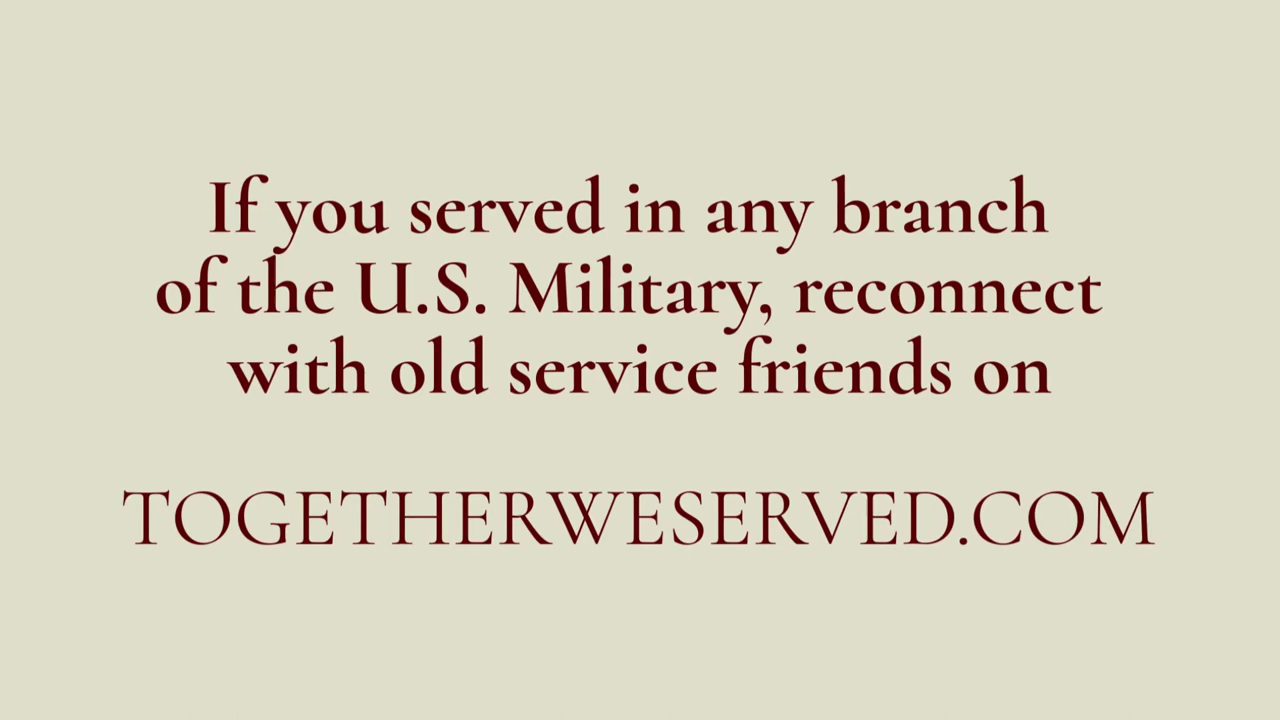 If you served in any branch
of the U.S. Military, reconnect
with old service friends on
TOGETHERWESERVED.COM